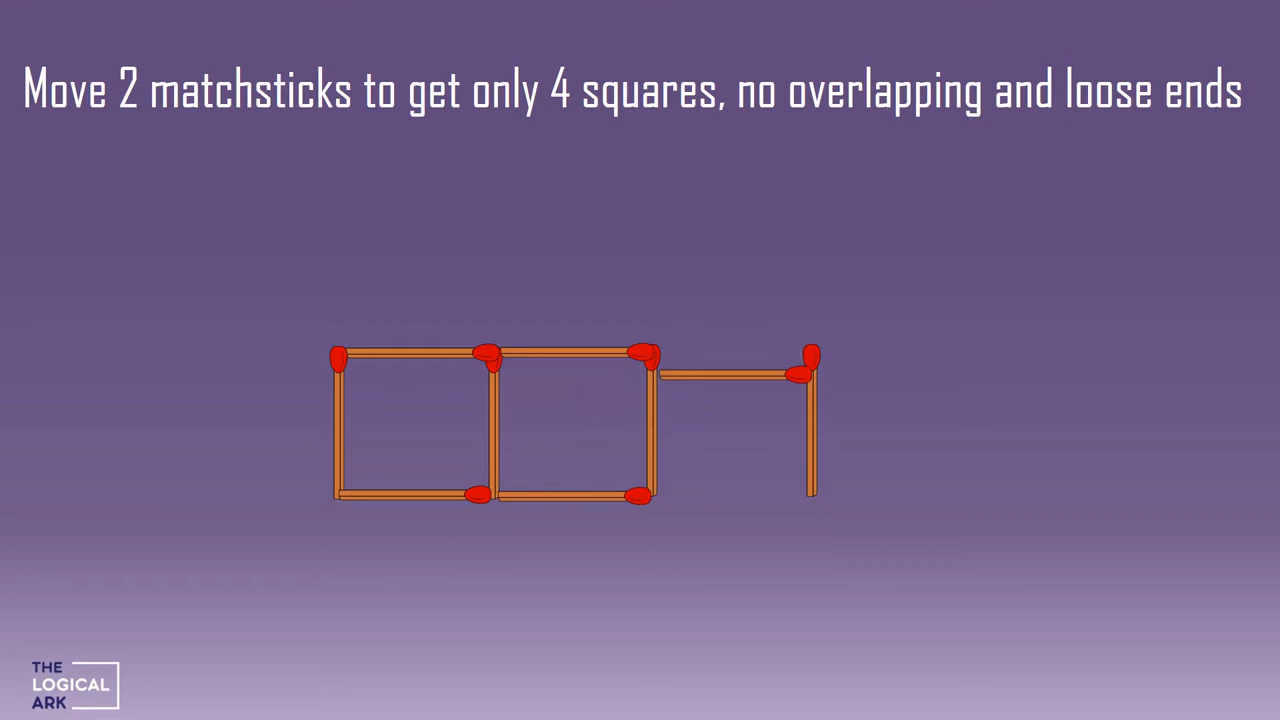 Move 2 matchsticks to get only 4 squares, no overlapping and loose ends
THE
LOGICAL
ARK